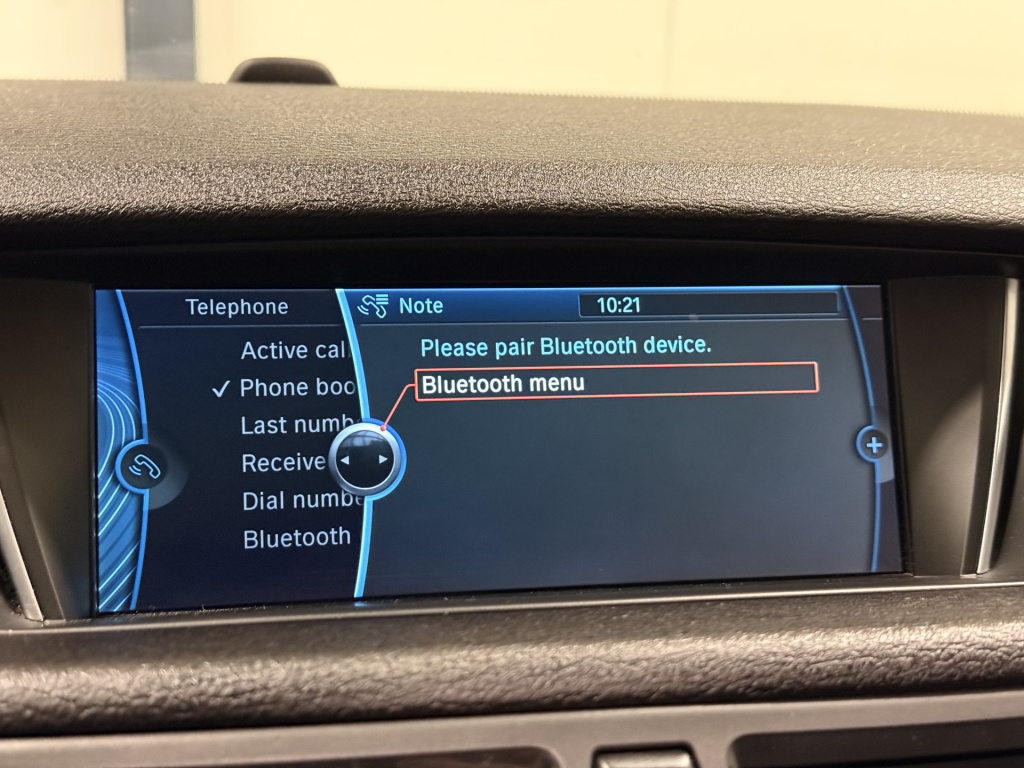 Telephone
Active cal
Phone boo
Last numb
Receive
Dial numbe
Bluetooth
Note
10:21
Please pair Bluetooth device.
Bluetooth menu